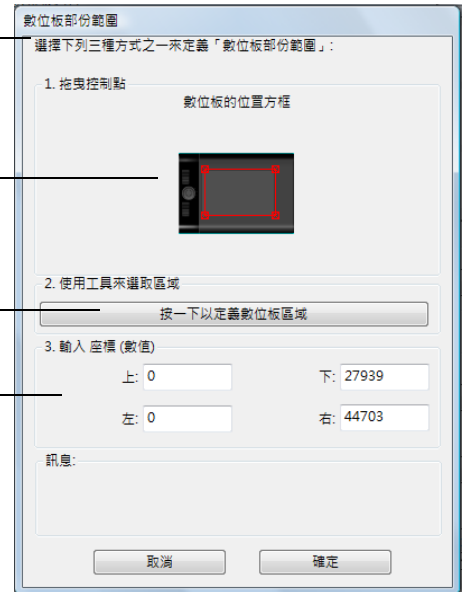 數位板部份範圍
選擇下列三種方式之一來定義「數位板部份範圍」:
1. 拖曳控制點
數位板的位置方框
2. 使用工具來選取區域
按一下以定義數位板區域
3. 輸入 座標 (數值)
上: 0 下: 27939
左: 0 右: 44703
訊息:
取消 確定